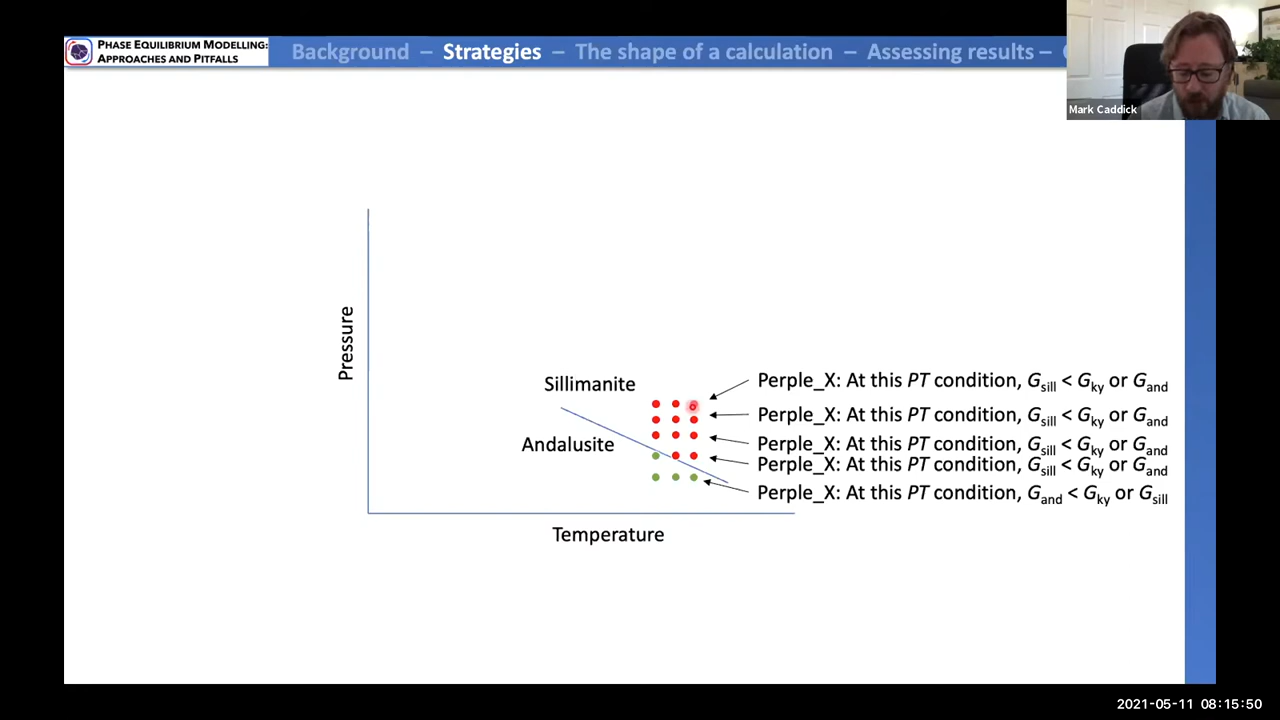 PHASE EQUILIBRIUM MODELLING:
APPROACHES AND PITFALLS
Background – Strategies – The shape of a calculation – Assessing results –
Mark Caddick
Pressure
Sillimanite
Andalusite
Perple_X: At this PT condition, Gsill < Gky or Gand
Perple_X: At this PT condition, Gsill < Gky or Gand
Perple_X: At this PT condition, Gsill < Gky or Gand
Perple_X: At this PT condition, Gsill < Gky or Gand
Perple_X: At this PT condition, Gand < Gky or Gsill
Temperature
2021-05-11 08:15:50